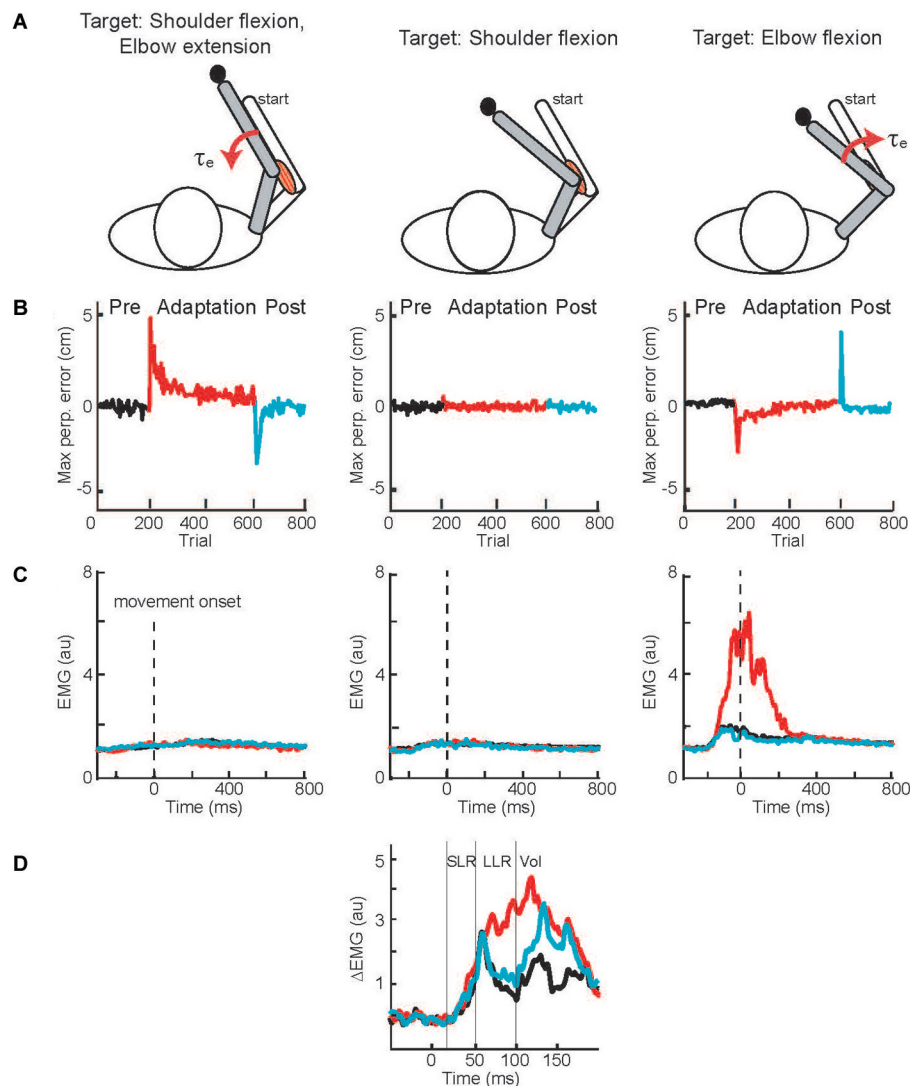 A
Target: Shoulder flexion,
Elbow extension
Target: Shoulder flexion
Target: Elbow flexion
start
τe
start
start
τe
B
Pre Adaptation Post
Max perp. error (cm)
5
0
-5
0 200 400 600 800
Trial
Pre Adaptation Post
Max perp. error (cm)
5
0
-5
0 200 400 600 800
Trial
Pre Adaptation Post
Max perp. error (cm)
5
0
-5
0 200 400 600 800
Trial
C
EMG (au)
8
4
0
movement onset
0 400 800
Time (ms)
EMG (au)
8
4
0
0 400 800
Time (ms)
EMG (au)
8
4
0
0 400 800
Time (ms)
D
ΔEMG (au)
5
3
1
SLR LLR Vol
0 50 100 150
Time (ms)